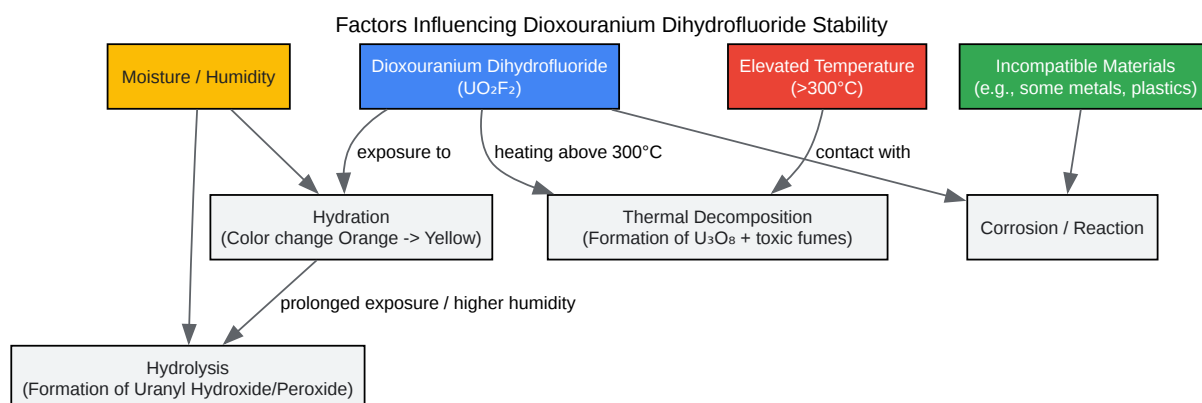 Factors Influencing Dioxouranium Dihydrofluoride Stability
Moisture / Humidity
Dioxouranium Dihydrofluoride
(UO₂F₂)
Elevated Temperature
(>300°C)
Incompatible Materials
(e.g., some metals, plastics)
exposure to
heating above 300°C
contact with
Hydration
(Color change Orange -> Yellow)
Thermal Decomposition
(Formation of U₃O₈ + toxic fumes)
Corrosion / Reaction
prolonged exposure / higher humidity
Hydrolysis
(Formation of Uranyl Hydroxide/Peroxide)